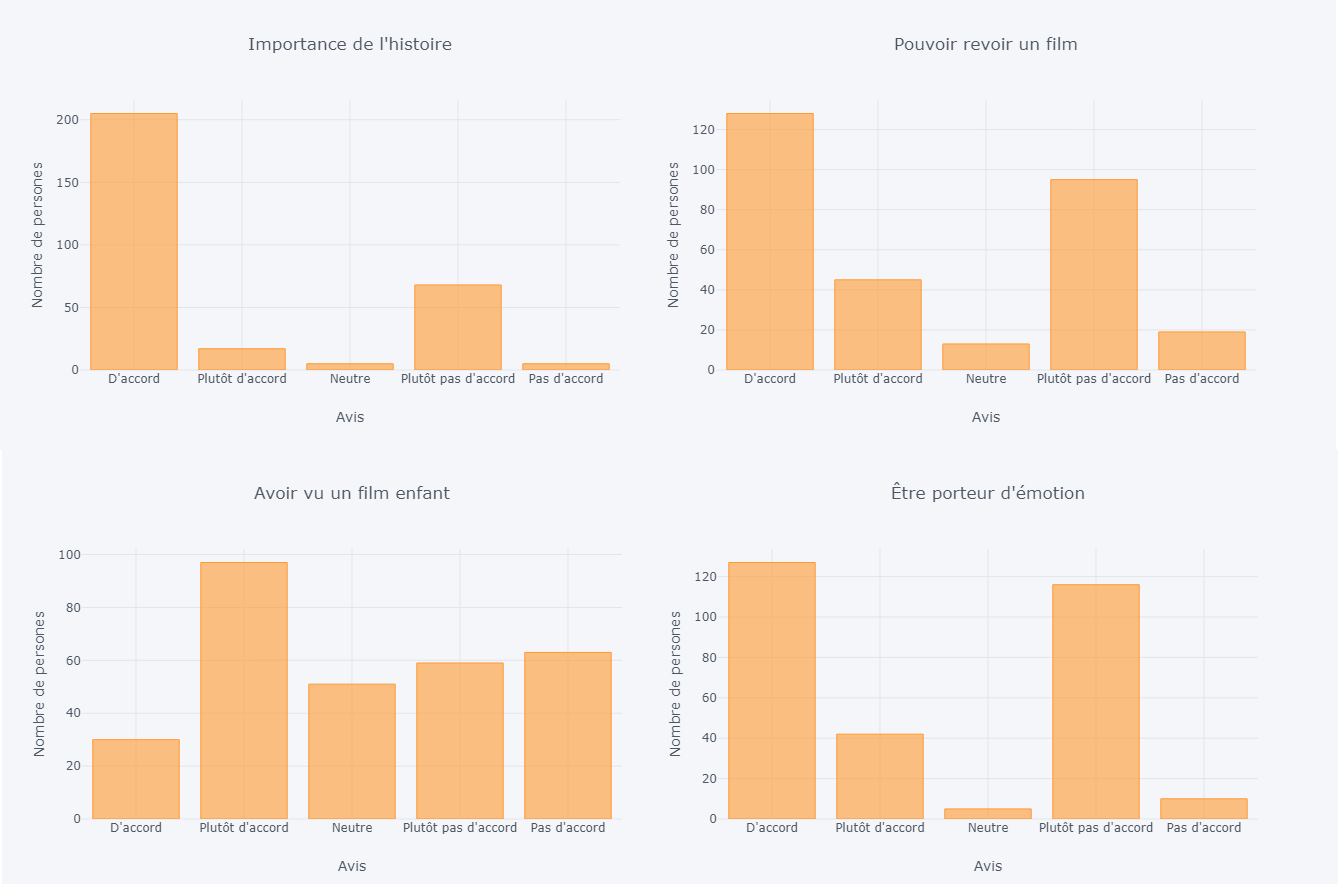 Importance de l'histoire
Nombre de persones
200
150
100
50
0
D'accord Plutôt d'accord Neutre Plutôt pas d'accord Pas d'accord
Avis
Pouvoir revoir un film
Nombre de persones
120
100
80
60
40
20
0
D'accord Plutôt d'accord Neutre Plutôt pas d'accord Pas d'accord
Avis
Avoir vu un film enfant
Nombre de persones
100
80
60
40
20
0
D'accord Plutôt d'accord Neutre Plutôt pas d'accord Pas d'accord
Avis
Être porteur d'émotion
Nombre de persones
120
100
80
60
40
20
0
D'accord Plutôt d'accord Neutre Plutôt pas d'accord Pas d'accord
Avis